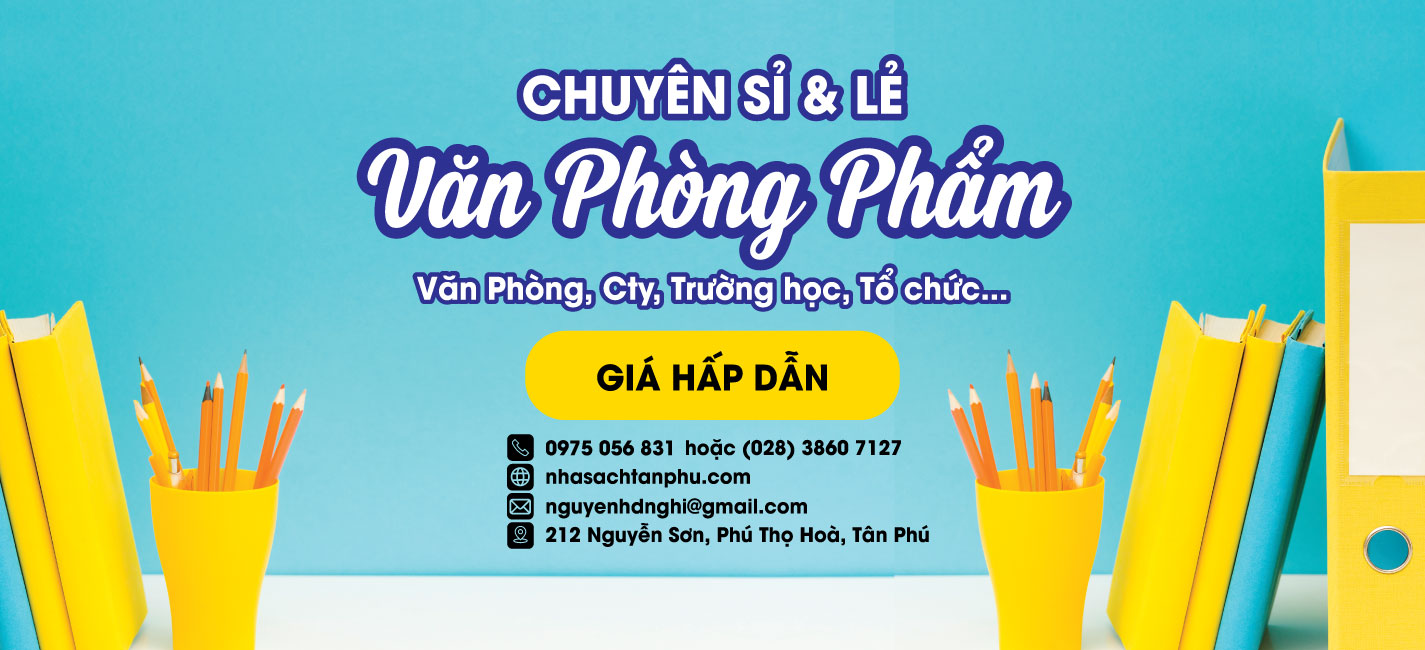 CHUYÊN SỈ & LẺ
Văn Phòng Phẩm
Văn Phòng, Cty, Trường học, Tổ chức...
GIÁ HẤP DẪN
0975 056 831 hoặc (028) 3860 7127
nhasachtanphu.com
nguyenhdnghi@gmail.com
212 Nguyễn Sơn, Phú Thọ Hoà, Tân Phú